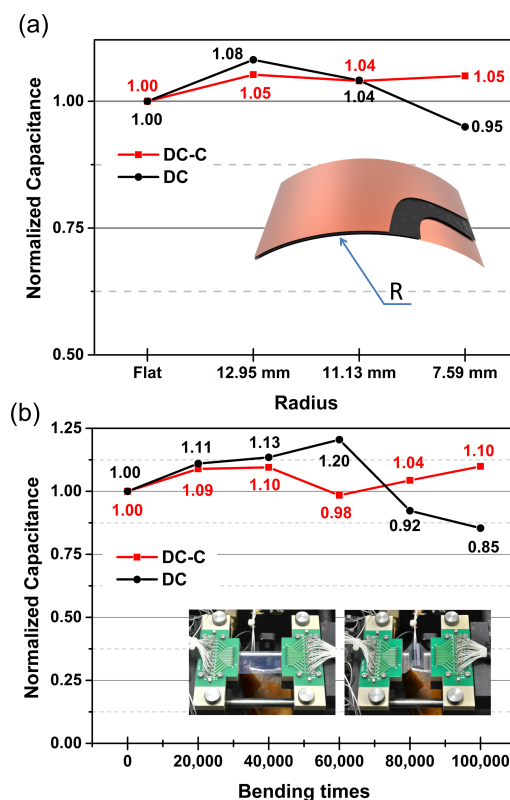 (a)
Normalized Capacitance
1.00
0.75
0.50
1.00
1.00
1.08
1.05
1.04
1.04
1.05
0.95
DC-C
DC
R
Flat
12.95 mm
11.13 mm
7.59 mm
Radius
(b)
Normalized Capacitance
1.25
1.00
0.75
0.50
0.25
0.00
1.00
1.00
1.11
1.09
1.13
1.10
1.20
0.98
1.04
0.92
1.10
0.85
DC-C
DC
0
20,000
40,000
60,000
80,000
100,000
Bending times